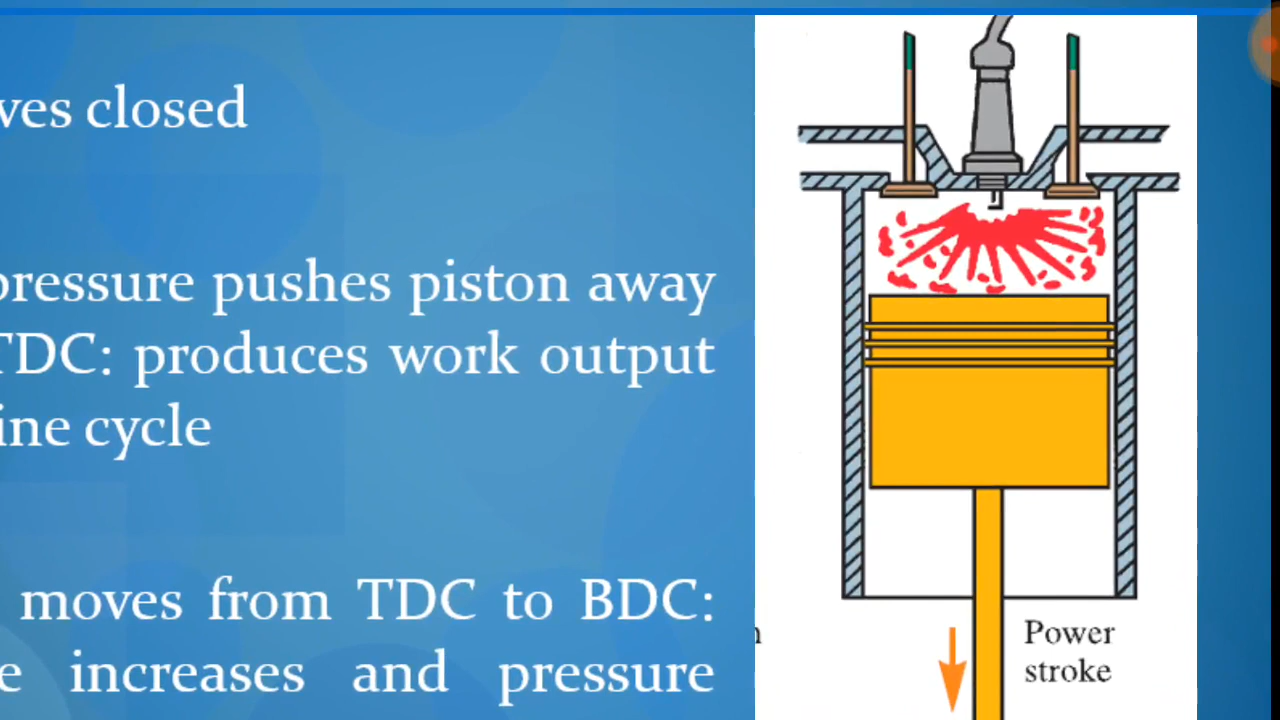 ves closed
pressure pushes piston away
TDC: produces work output
ine cycle
moves from TDC to BDC:
e increases and pressure
n
Power
stroke